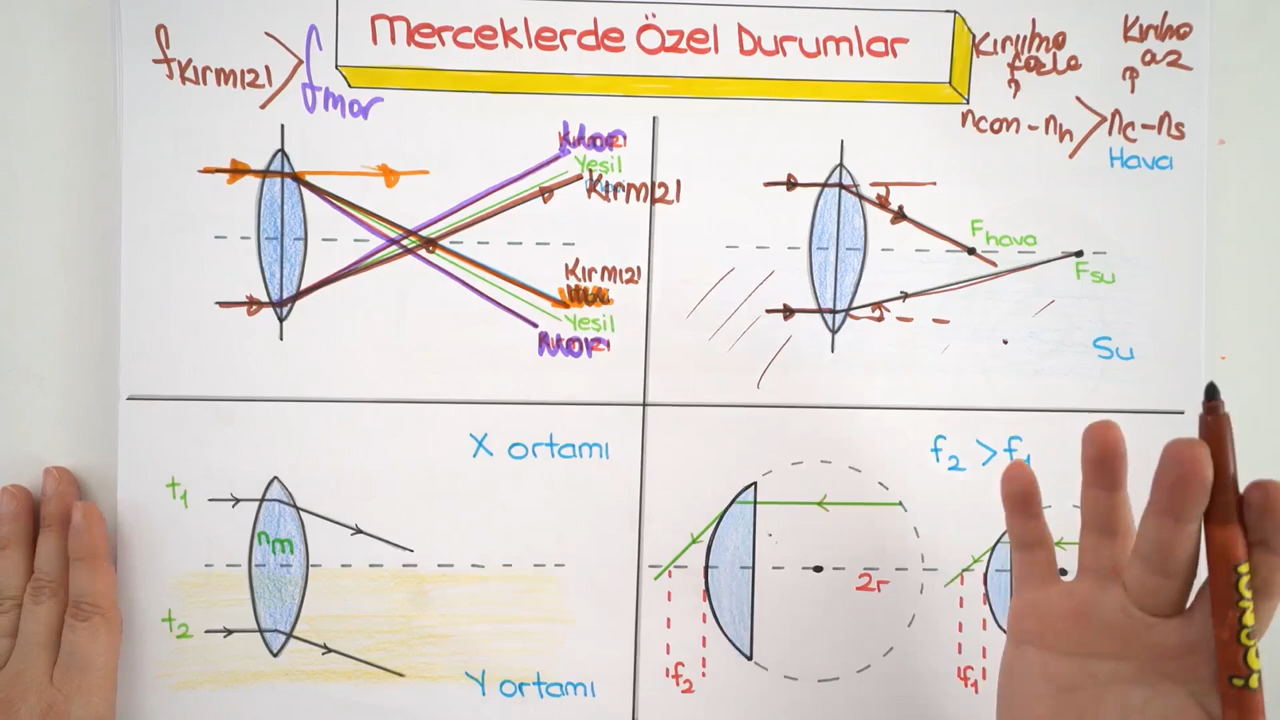 Merceklerde Özel Durumlar
fKırmızı > fmor
Kırılma
fazla
Kırılma
az
ncam-nh > nc-ns
Hava
Mor
Yeşil
Kırmızı
Kırmızı
Yeşil
Mor
Fhava
Fsu
Su
X ortamı
t1
nm
t2
Y ortamı
f2 > f1
2r
f2
f1